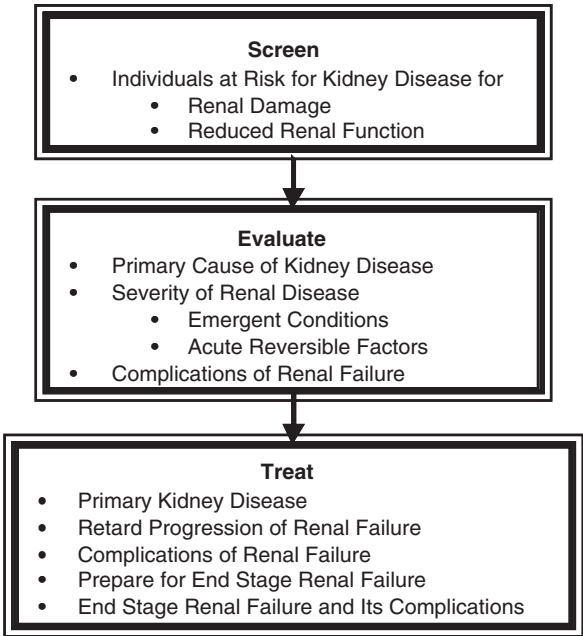 Screen
• Individuals at Risk for Kidney Disease for
• Renal Damage
• Reduced Renal Function
Evaluate
• Primary Cause of Kidney Disease
• Severity of Renal Disease
• Emergent Conditions
• Acute Reversible Factors
• Complications of Renal Failure
Treat
• Primary Kidney Disease
• Retard Progression of Renal Failure
• Complications of Renal Failure
• Prepare for End Stage Renal Failure
• End Stage Renal Failure and Its Complications